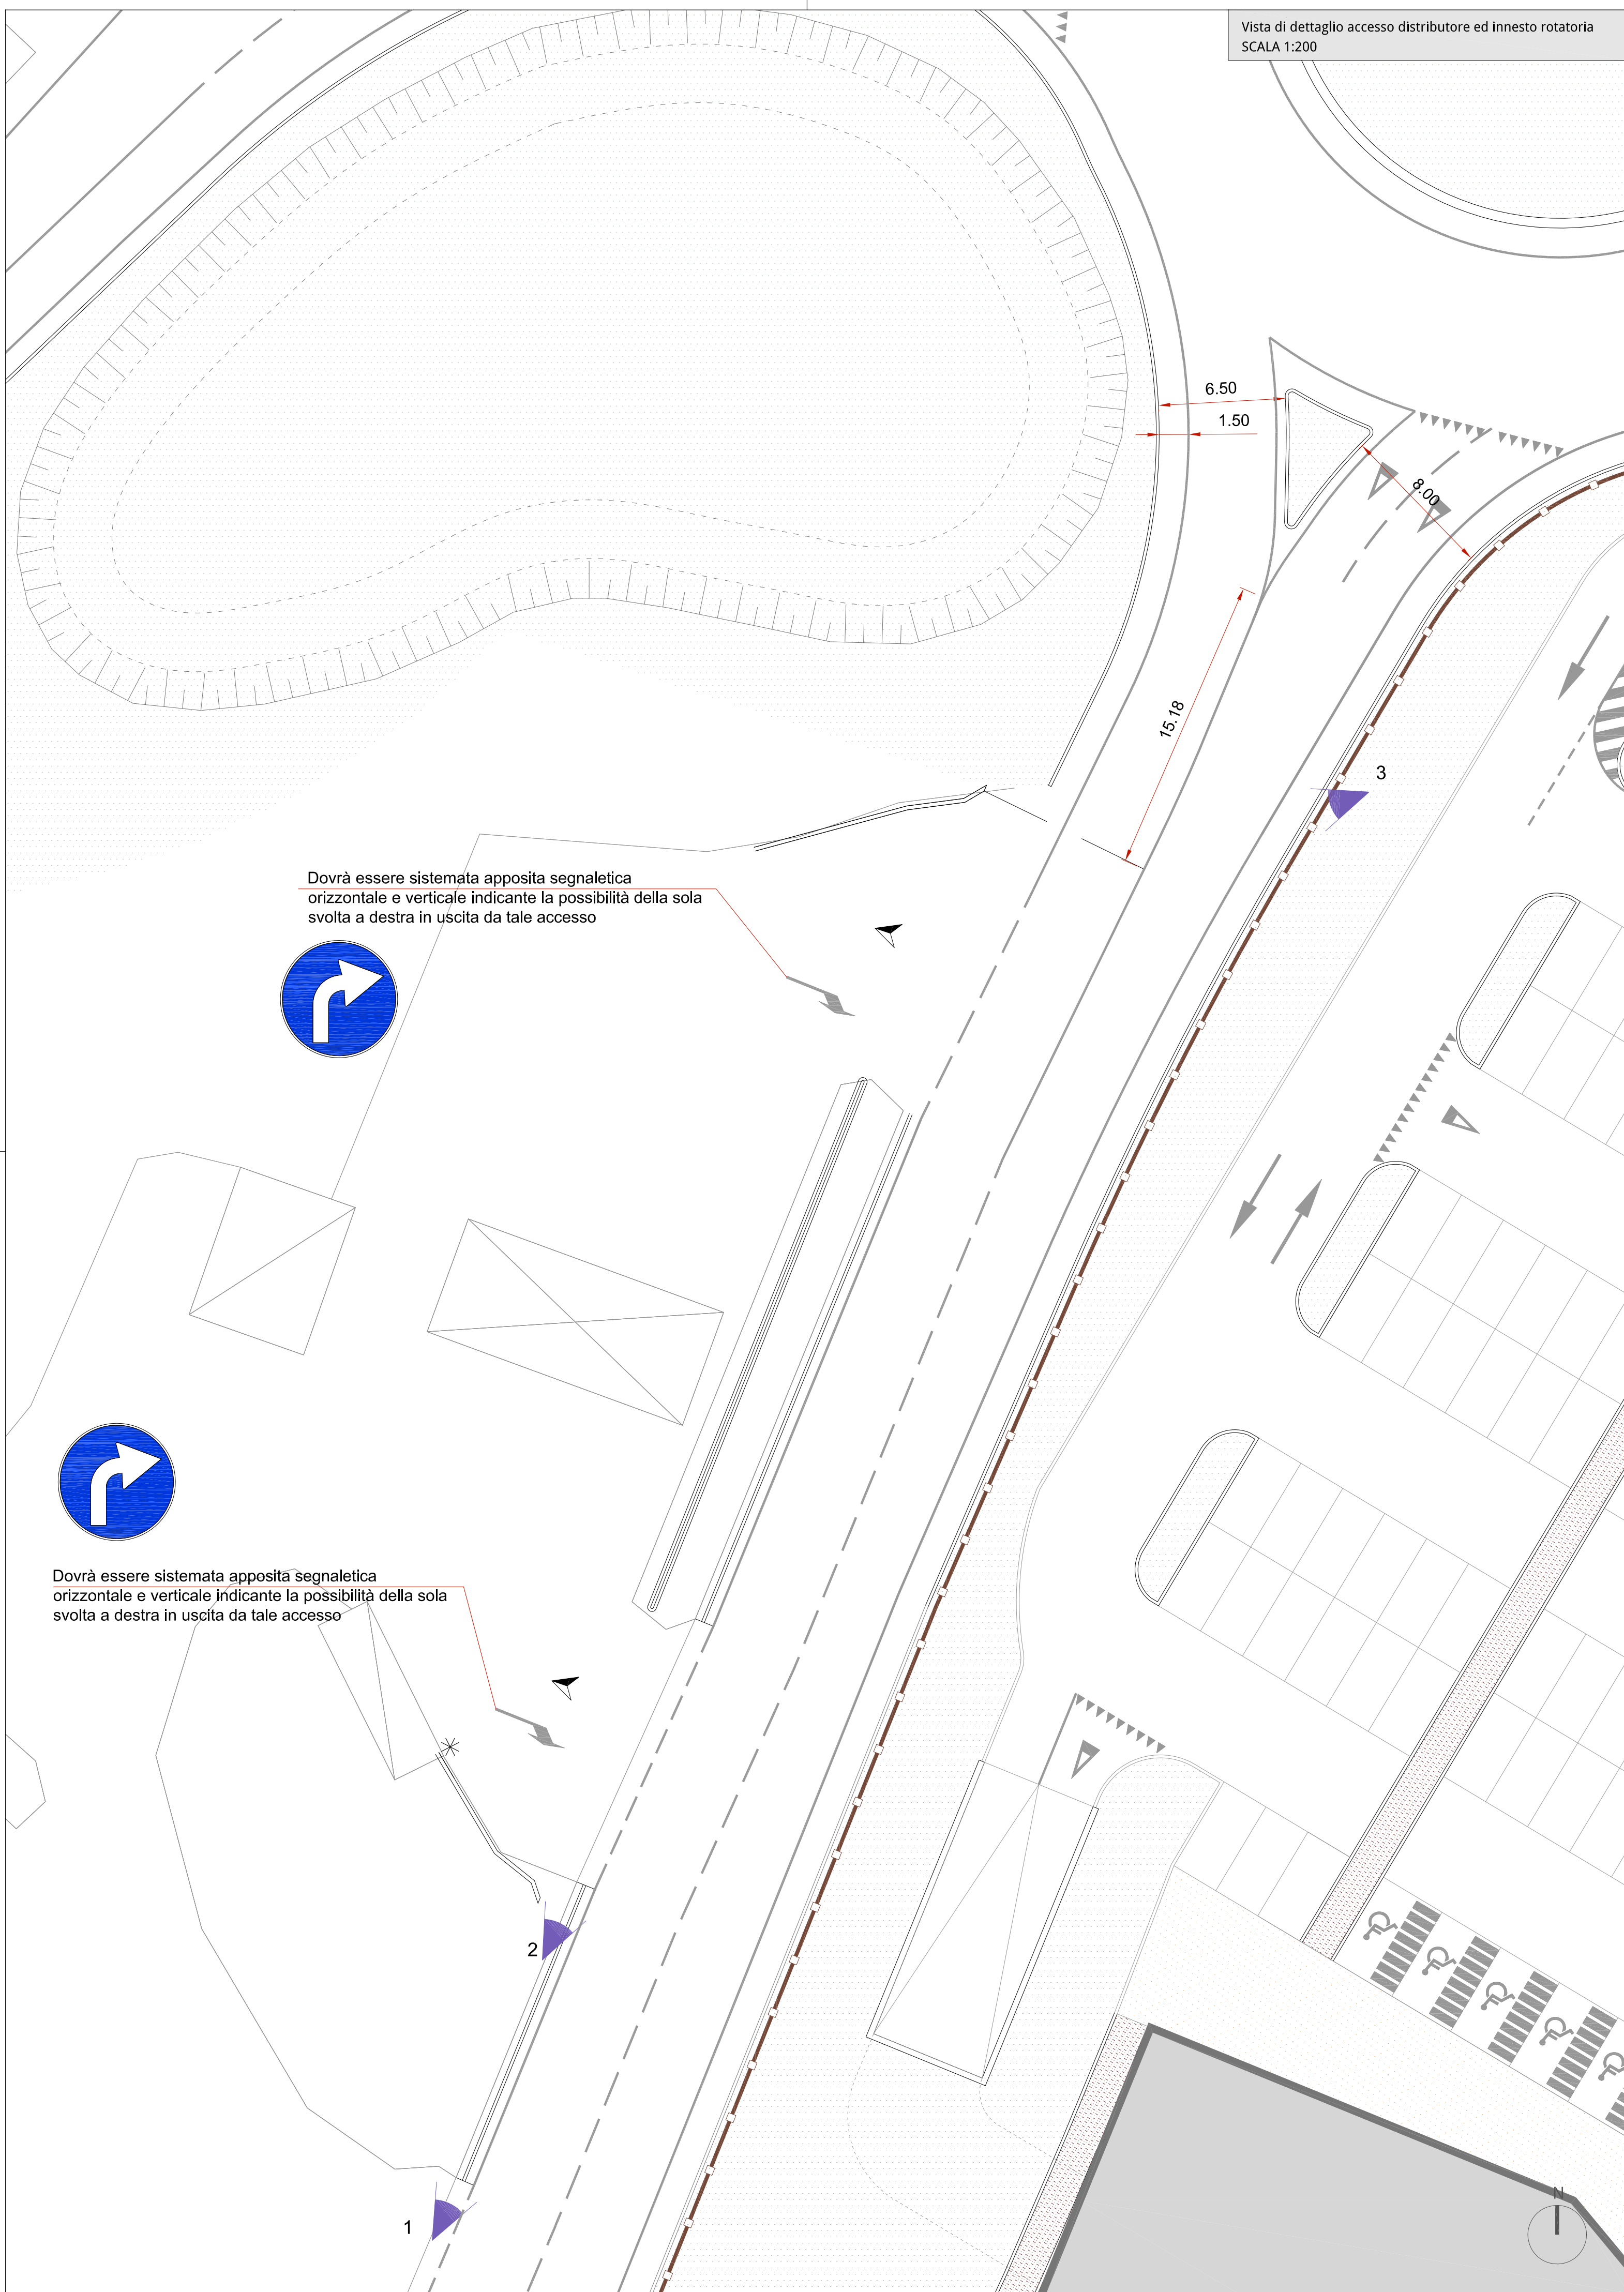 Vista di dettaglio accesso distributore ed innesto rotatoria
SCALA 1:200
6.50
1.50
8.00
15.18
3
Dovrà essere sistemata apposita segnaletica
orizzontale e verticale indicante la possibilità della sola
svolta a destra in uscita da tale accesso
Dovrà essere sistemata apposita segnaletica
orizzontale e verticale indicante la possibilità della sola
svolta a destra in uscita da tale accesso
2
1
N